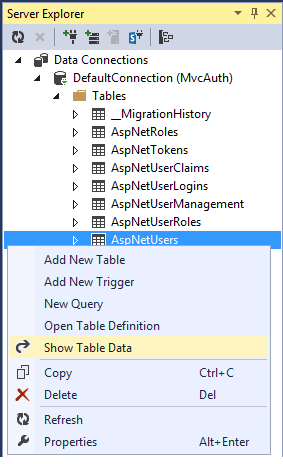 Server Explorer
Data Connections
DefaultConnection (MvcAuth)
Tables
__MigrationHistory
AspNetRoles
AspNetTokens
AspNetUserClaims
AspNetUserLogins
AspNetUserManagement
AspNetUserRoles
AspNetUsers
Add New Table
Add New Trigger
New Query
Open Table Definition
Show Table Data
Copy Ctrl+C
Delete Del
Refresh
Properties Alt+Enter